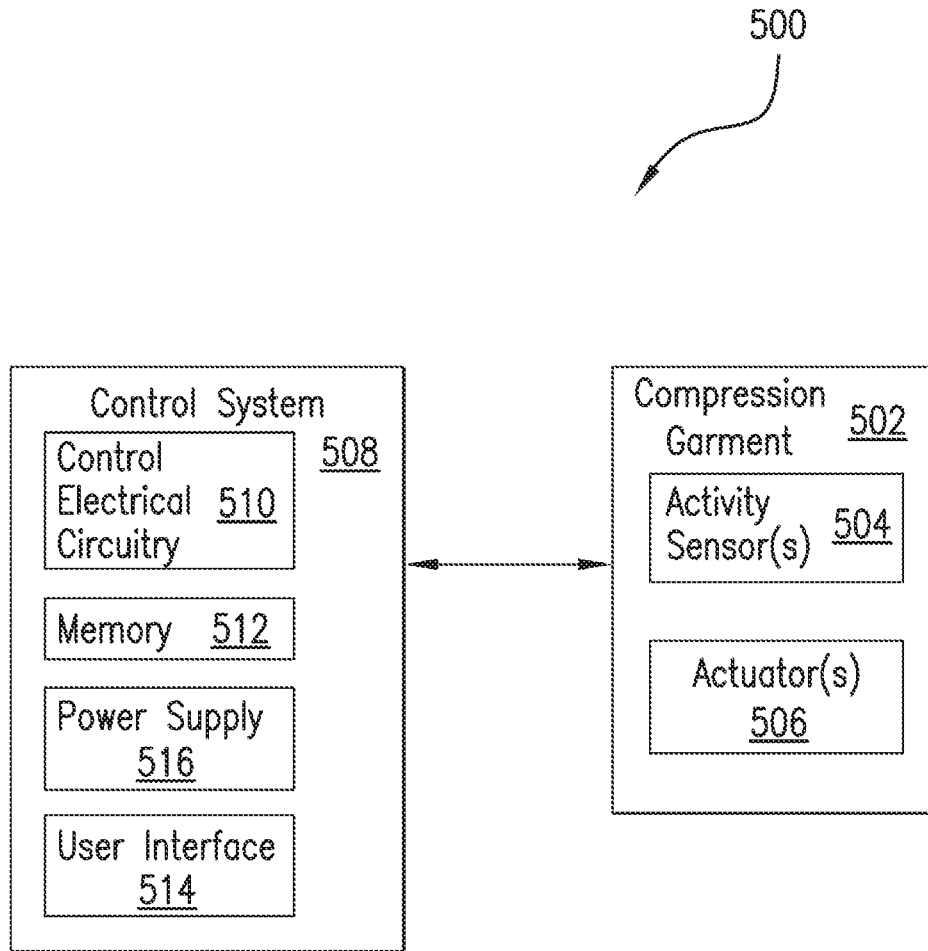 500
Control System
508
Control
Electrical 510
Circuitry
Memory 512
Power Supply
516
User Interface
514
Compression
Garment 502
Activity
Sensor(s) 504
Actuator(s)
506